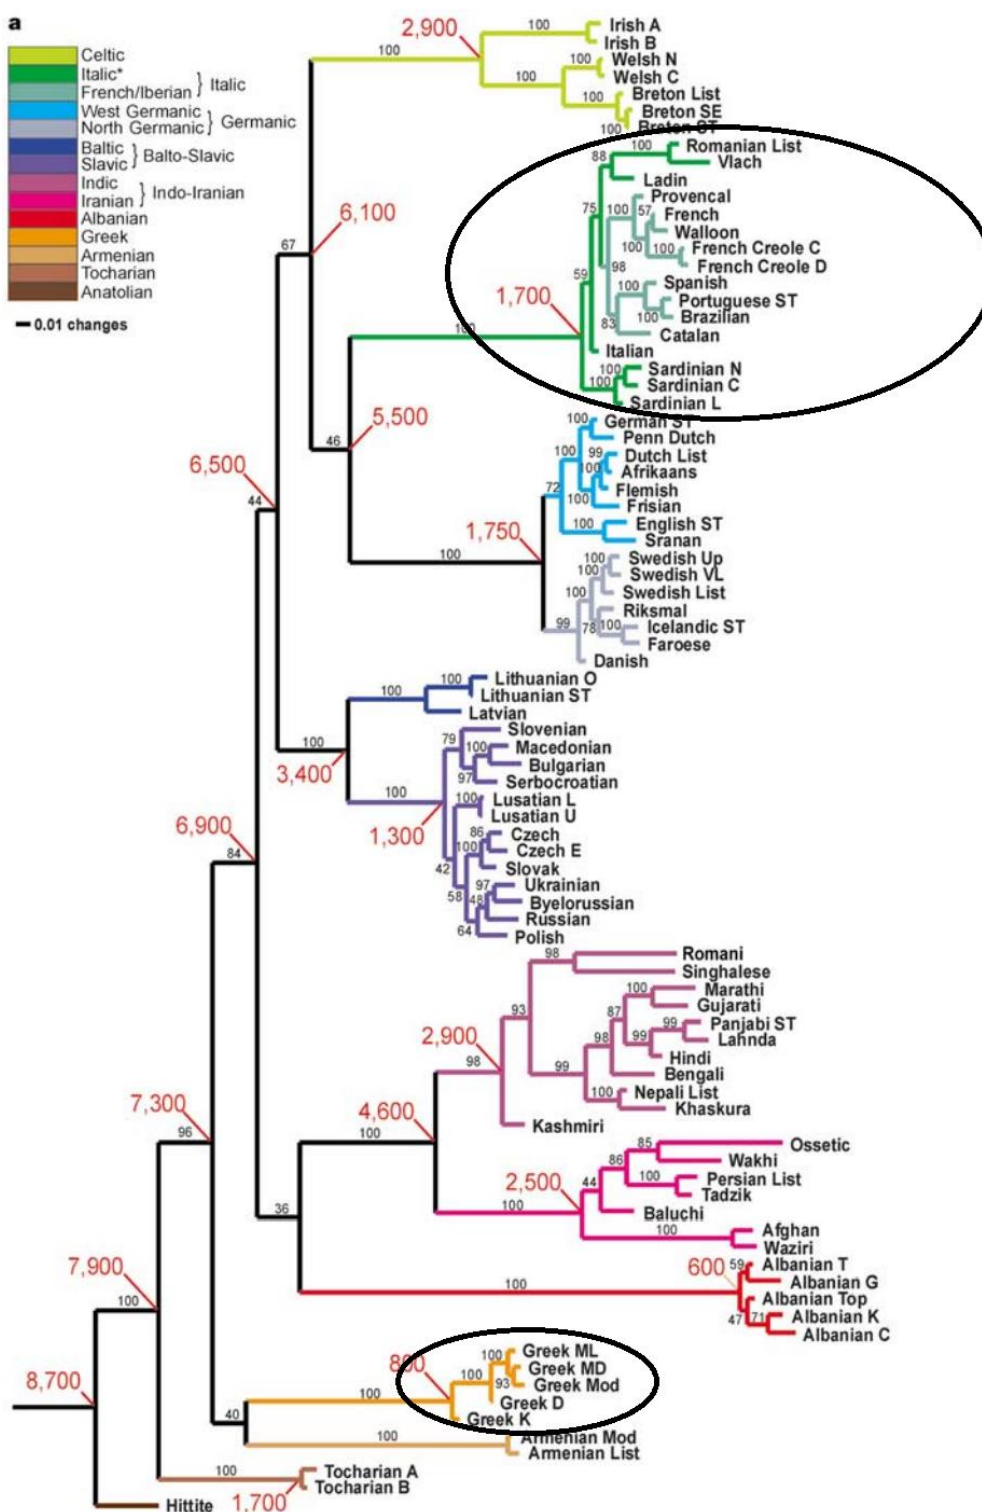 a
Celtic
Italic*
French/Iberian } Italic
West Germanic
North Germanic } Germanic
Baltic
Slavic } Balto-Slavic
Indic
Iranian } Indo-Iranian
Albanian
Greek
Armenian
Tocharian
Anatolian
0.01 changes
2,900
100
100
Irish A
Irish B
100
100
Welsh N
Welsh C
100
Breton List
Breton SE
100
Breton ST
67
6,100
88
100
Romanian List
Vlach
Ladin
75
Provencal
100
57
French
Walloon
100
100
French Creole C
French Creole D
98
59
100
Spanish
Portuguese ST
100
Brazilian
83
Catalan
1,700
100
Italian
100
Sardinian N
Sardinian C
100
Sardinian L
46
5,500
100
German ST
Penn Dutch
100
99
Dutch List
Afrikaans
100
Flemish
100
Frisian
72
100
English ST
Sranan
1,750
100
100
Swedish Up
Swedish VL
100
Swedish List
100
Riksmal
78
100
Icelandic ST
Faroese
99
Danish
6,500
44
100
100
Lithuanian O
Lithuanian ST
Latvian
100
3,400
79
Slovenian
100
Macedonian
Bulgarian
97
Serbocroatian
100
1,300
100
Lusatian L
Lusatian U
86
Czech
100
Czech E
Slovak
42
97
Ukrainian
58
48
Byelorussian
Russian
64
Polish
6,900
84
98
Romani
Singhalese
93
100
Marathi
Gujarati
87
99
Panjabi ST
Lahnda
98
99
Hindi
Bengali
99
100
Nepali List
Khaskura
2,900
98
Kashmiri
4,600
100
85
Ossetic
86
Wakhi
100
Persian List
Tadzik
44
Baluchi
2,500
100
100
Afghan
Waziri
7,300
96
36
600
59
Albanian T
Albanian G
100
Albanian Top
47
71
Albanian K
Albanian C
7,900
100
800
100
Greek ML
Greek MD
100
93
Greek Mod
Greek D
100
Greek K
8,700
40
100
Armenian Mod
Armenian List
100
Tocharian A
Tocharian B
1,700
Hittite